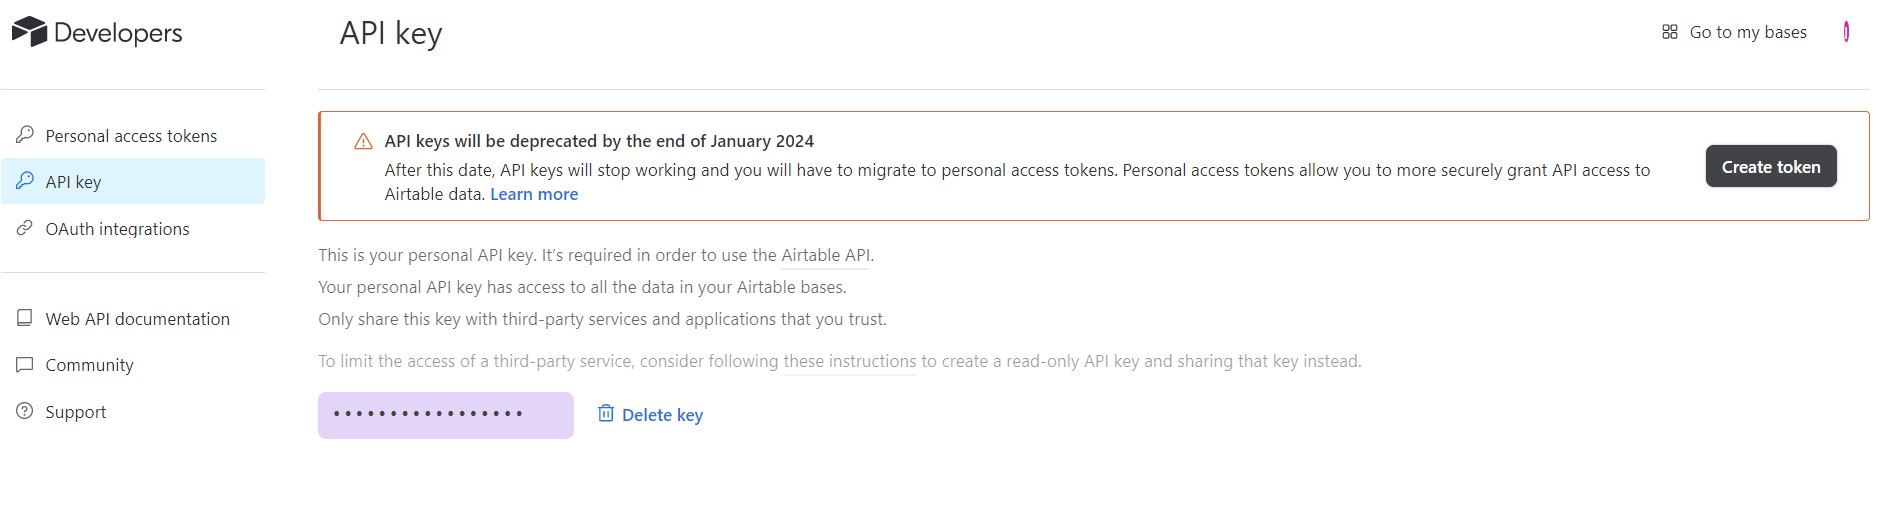 Developers
API key
Go to my bases
Personal access tokens
API key
OAuth integrations
Web API documentation
Community
Support
API keys will be deprecated by the end of January 2024
After this date, API keys will stop working and you will have to migrate to personal access tokens. Personal access tokens allow you to more securely grant API access to
Airtable data. Learn more
Create token
This is your personal API key. It’s required in order to use the Airtable API.
Your personal API key has access to all the data in your Airtable bases.
Only share this key with third-party services and applications that you trust.
To limit the access of a third-party service, consider following these instructions to create a read-only API key and sharing that key instead.
•••••••••••••••••
Delete key